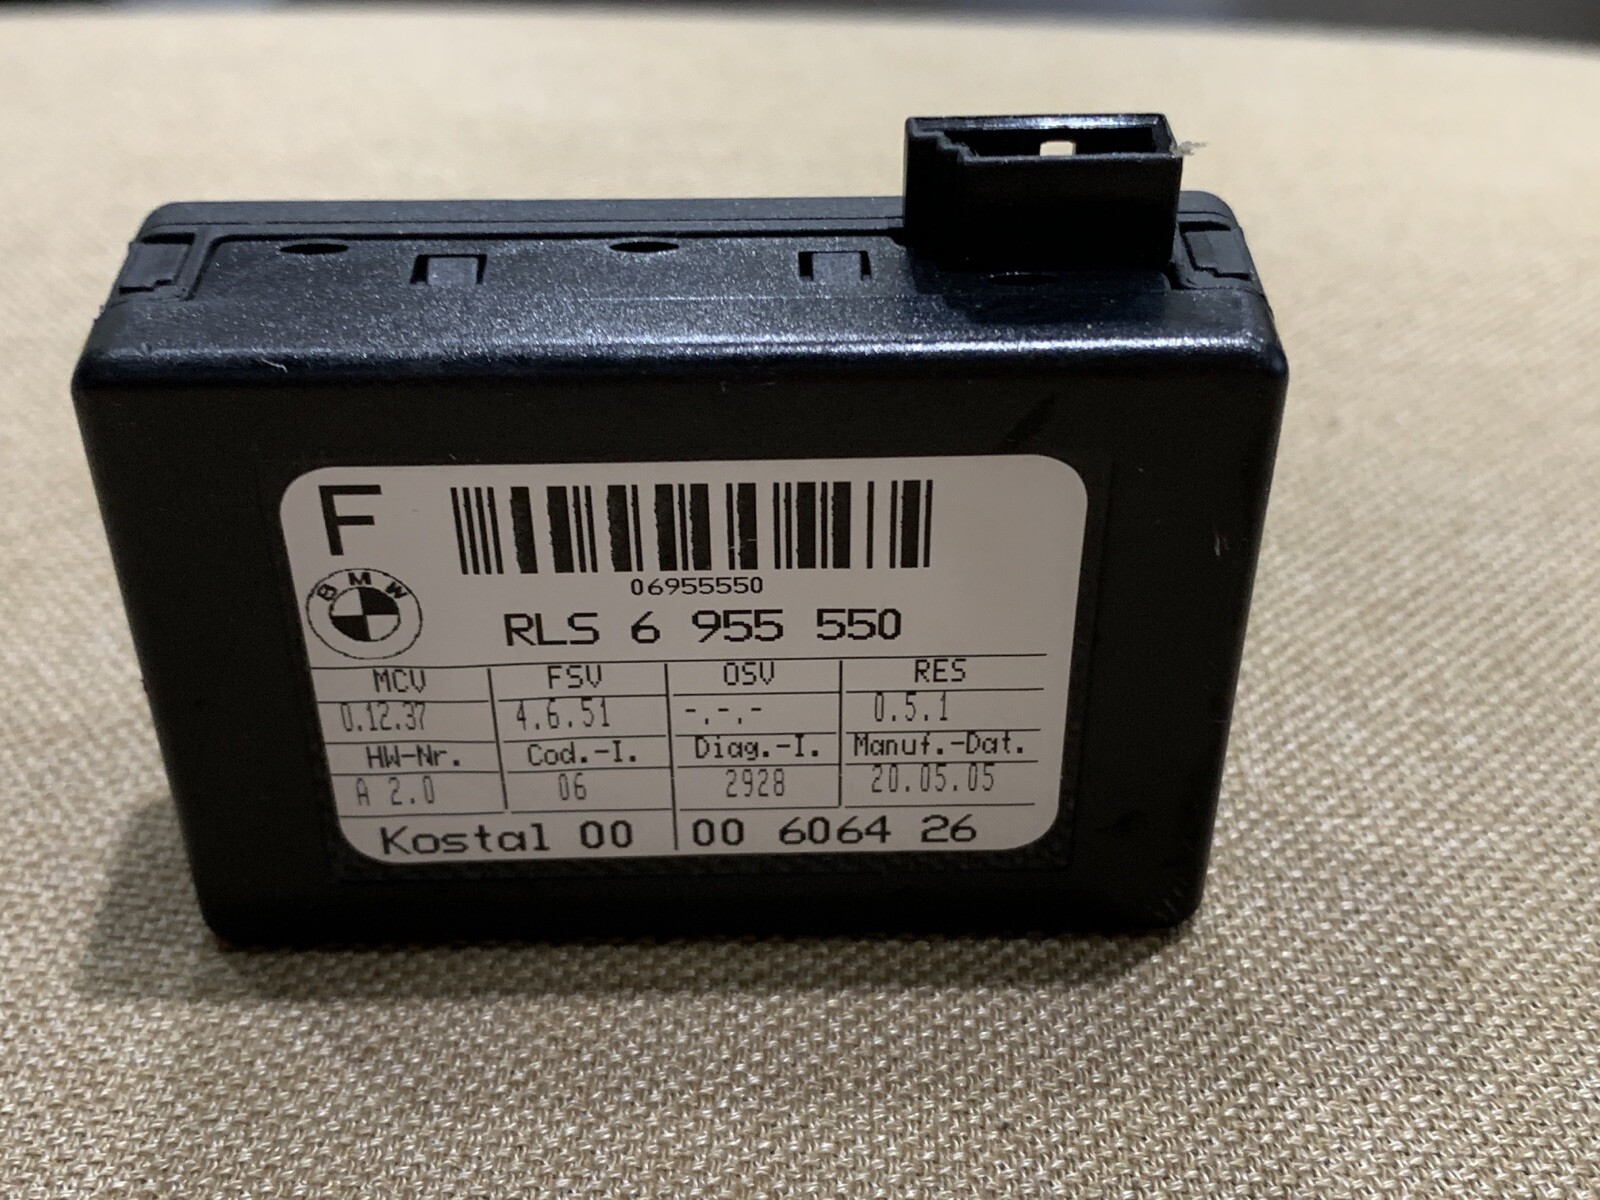 F
06955550
BMW
RLS 6 955 550
MCV FSV OSV RES
0.12.37 4.6.51 -.-.- 0.5.1
HW-Nr. Cod.-I. Diag.-I. Manuf.-Dat.
A 2.0 06 2928 20.05.05
Kostal 00 00 6064 26